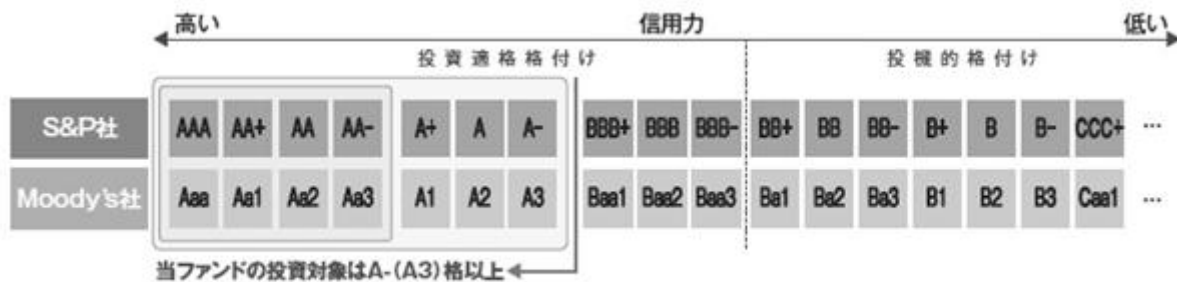 高い 信用力 低い
投資適格格付け 投機的格付け
S&P社 AAA AA+ AA AA- A+ A A- BBB+ BBB BBB- BB+ BB BB- B+ B B- CCC+ …
Moody's社 Aaa Aa1 Aa2 Aa3 A1 A2 A3 Baa1 Baa2 Baa3 Ba1 Ba2 Ba3 B1 B2 B3 Caa1 …
当ファンドの投資対象はA-(A3)格以上